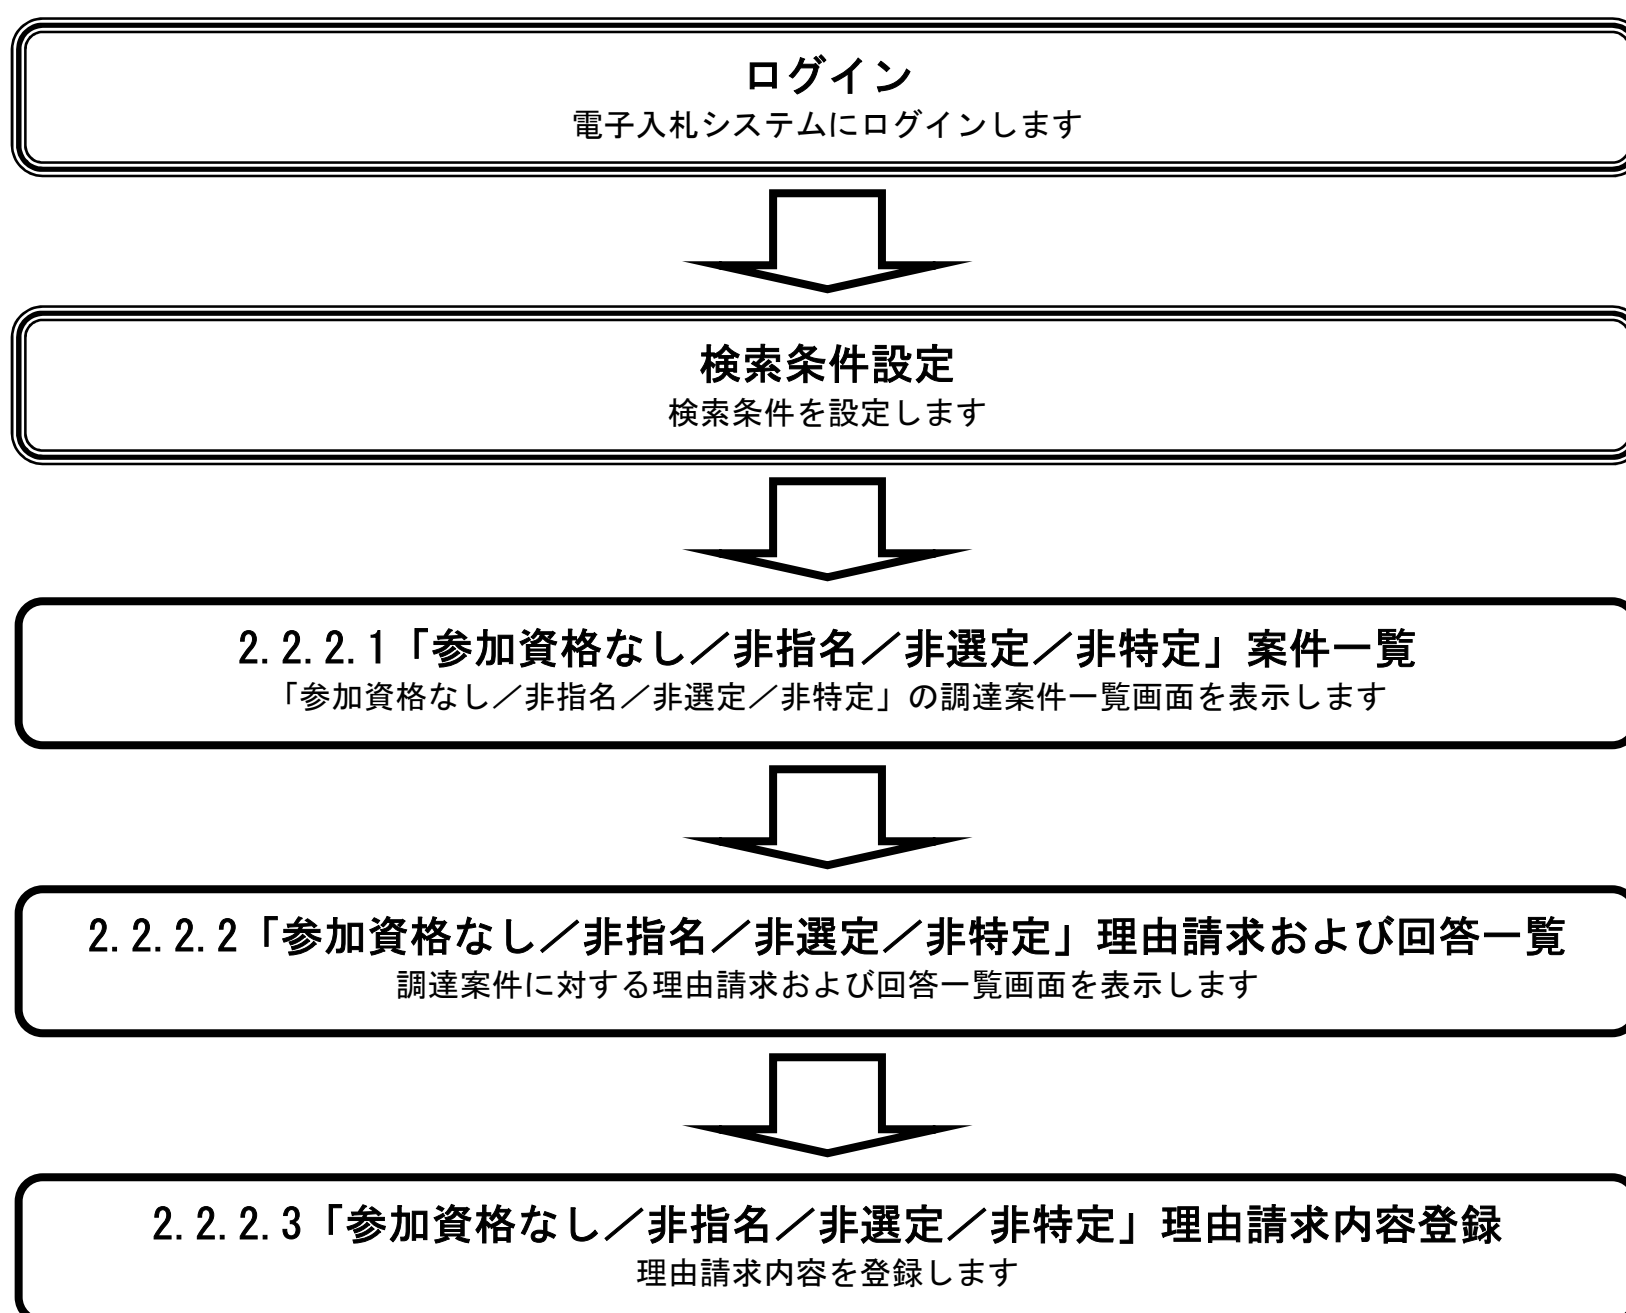 ログイン
電子入札システムにログインします
検索条件設定
検索条件を設定します
2.2.2.1「参加資格なし／非指名／非選定／非特定」案件一覧
「参加資格なし／非指名／非選定／非特定」の調達案件一覧画面を表示します
2.2.2.2「参加資格なし／非指名／非選定／非特定」理由請求および回答一覧
調達案件に対する理由請求および回答一覧画面を表示します
2.2.2.3「参加資格なし／非指名／非選定／非特定」理由請求内容登録
理由請求内容を登録します